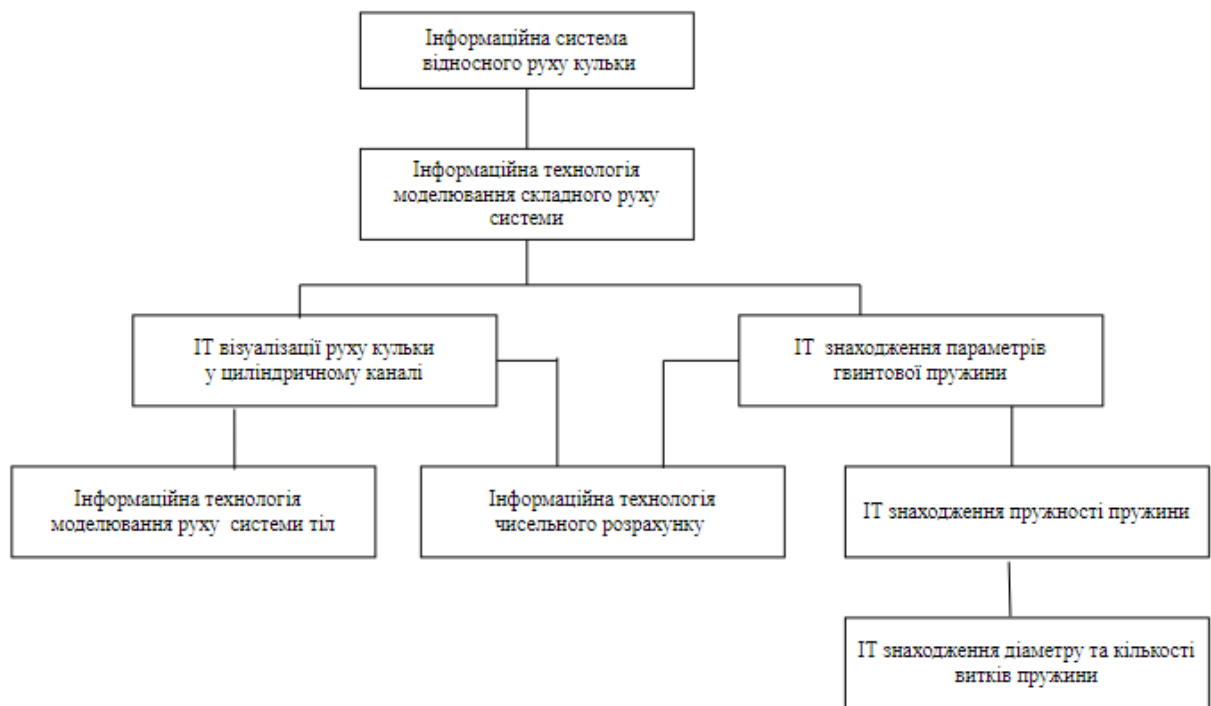 Інформаційна система
відносного руху кульки
Інформаційна технологія
моделювання складного руху
системи
ІТ візуалізації руху кульки
у циліндричному каналі
ІТ знаходження параметрів
гвинтової пружини
Інформаційна технологія
моделювання руху системи тіл
Інформаційна технологія
чисельного розрахунку
ІТ знаходження пружності пружини
ІТ знаходження діаметру та кількості
витків пружини